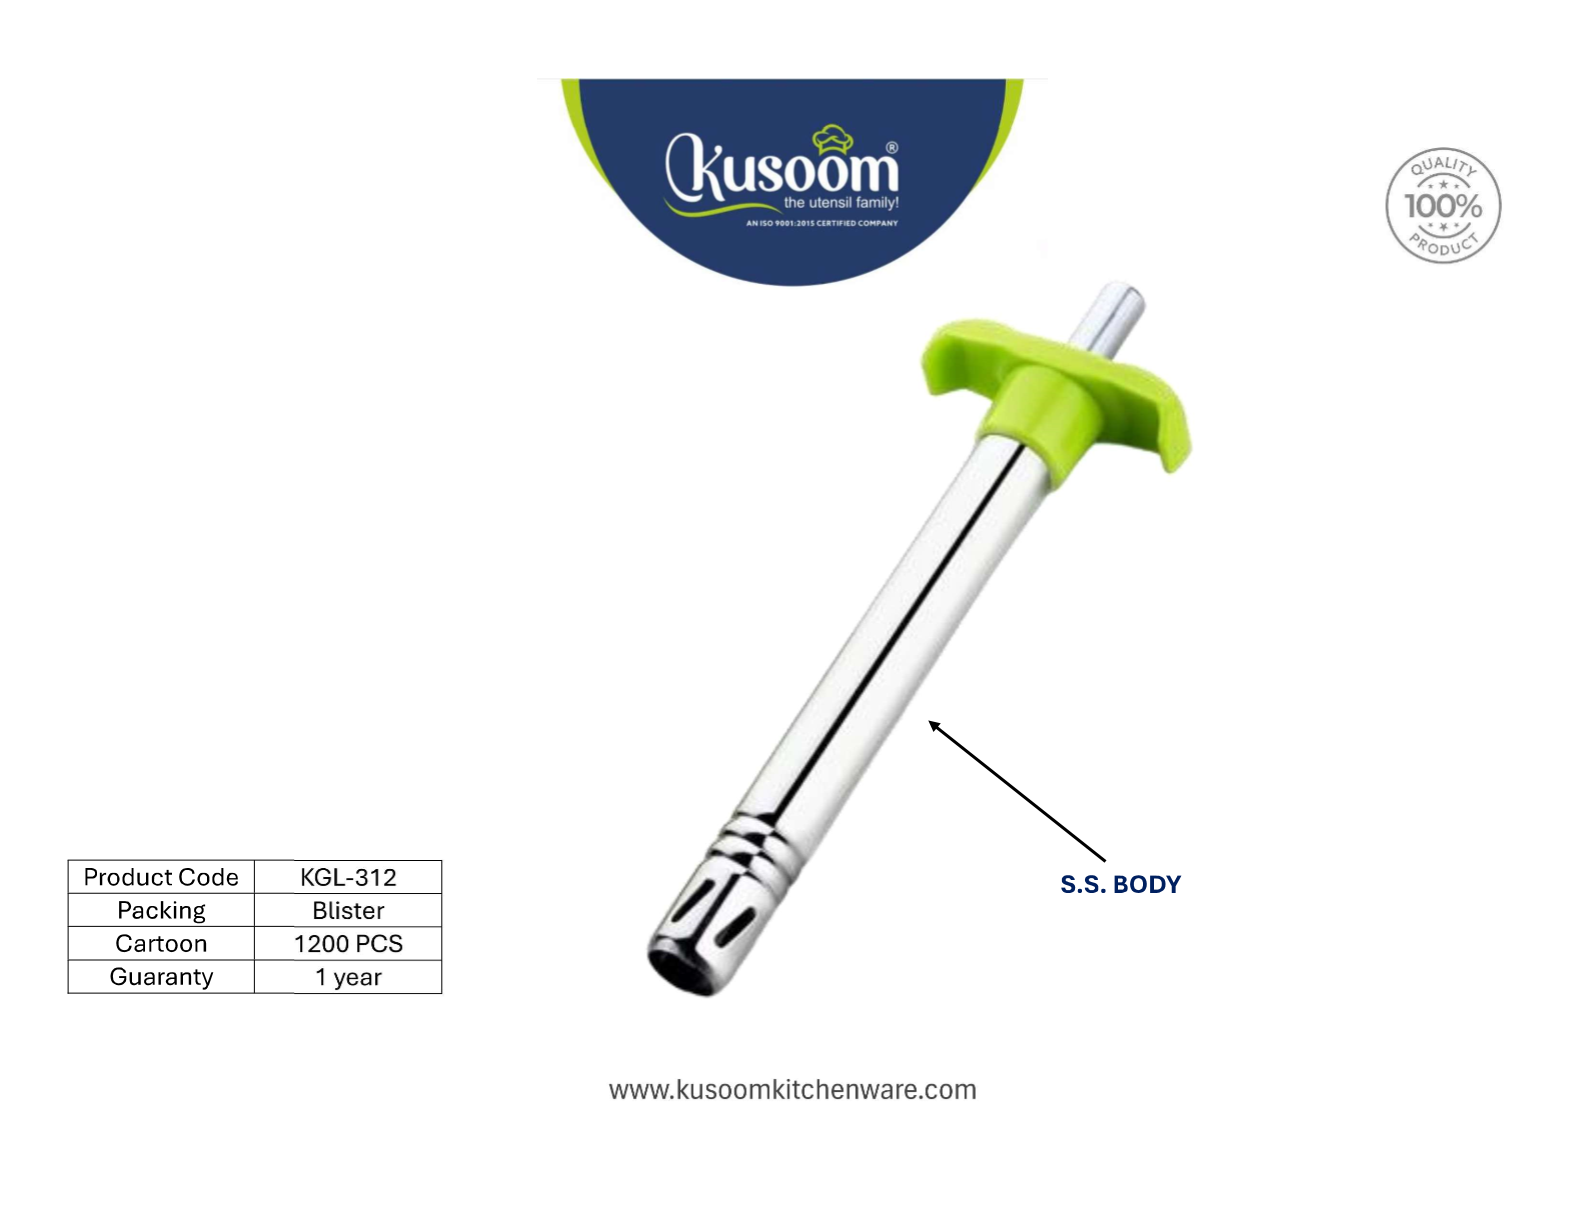 Kusoom®
the utensil family!
AN ISO 9001:2015 CERTIFIED COMPANY
QUALITY
100%
PRODUCT
S.S. BODY
Product Code KGL-312
Packing Blister
Cartoon 1200 PCS
Guaranty 1 year
www.kusoomkitchenware.com